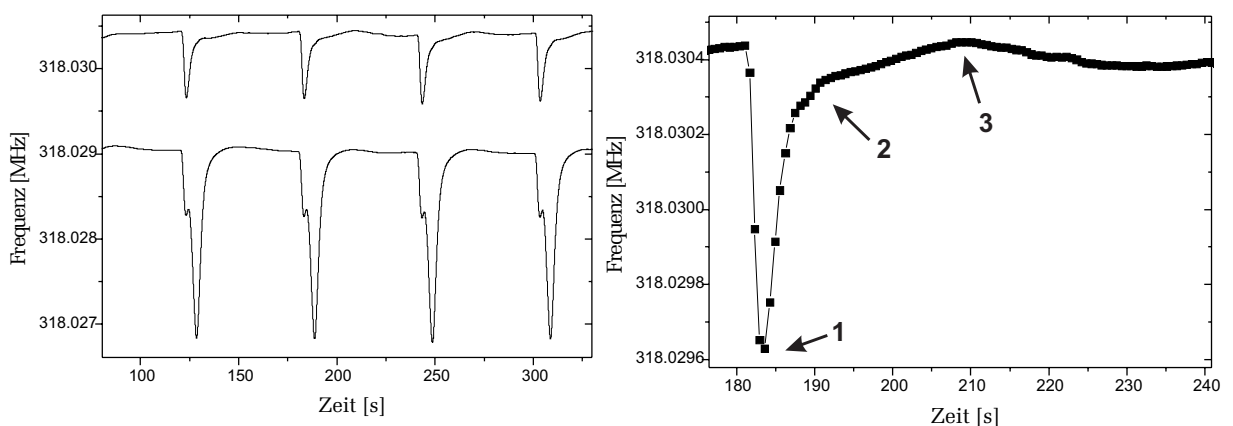 318.030
318.029
318.028
318.027
Frequenz [MHz]
100 150 200 250 300
Zeit [s]
318.0304
318.0302
318.0300
318.0298
318.0296
Frequenz [MHz]
1
2
3
180 190 200 210 220 230 240
Zeit [s]